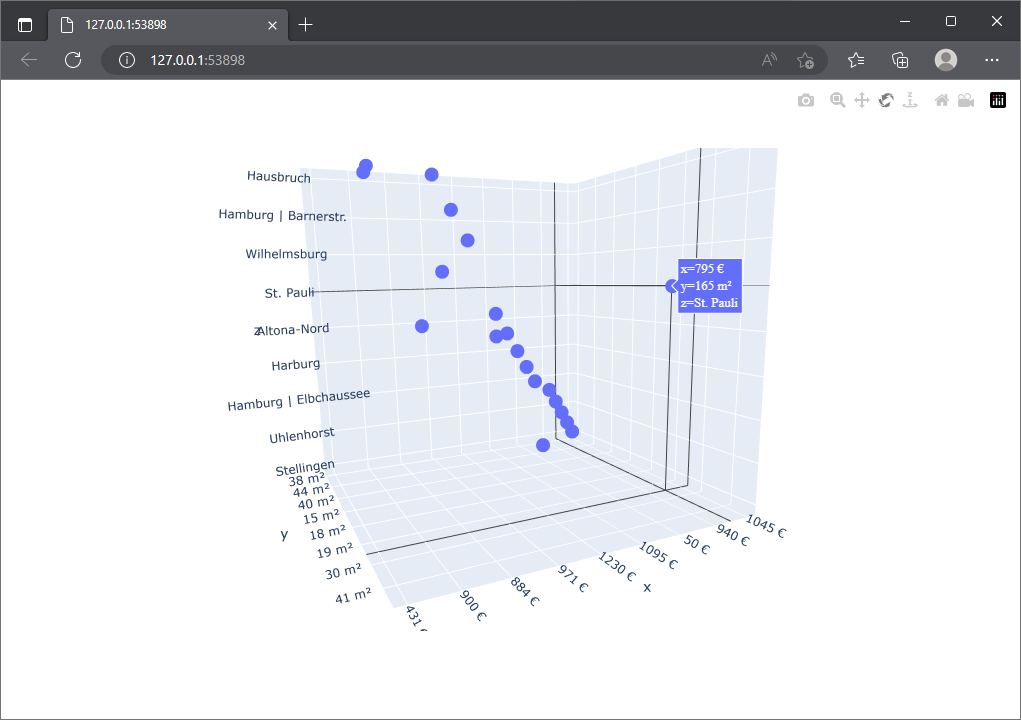 127.0.0.1:53898
127.0.0.1:53898
Hausbruch
Hamburg | Barnerstr.
Wilhelmsburg
St. Pauli
x=795 €
y=165 m²
z=St. Pauli
z
Altona-Nord
Harburg
Hamburg | Elbchaussee
Uhlenhorst
Stellingen
38 m²
44 m²
40 m²
15 m²
18 m²
19 m²
30 m²
41 m²
y
431 €
900 €
884 €
971 €
1230 €
1095 €
50 €
940 €
1045 €
x